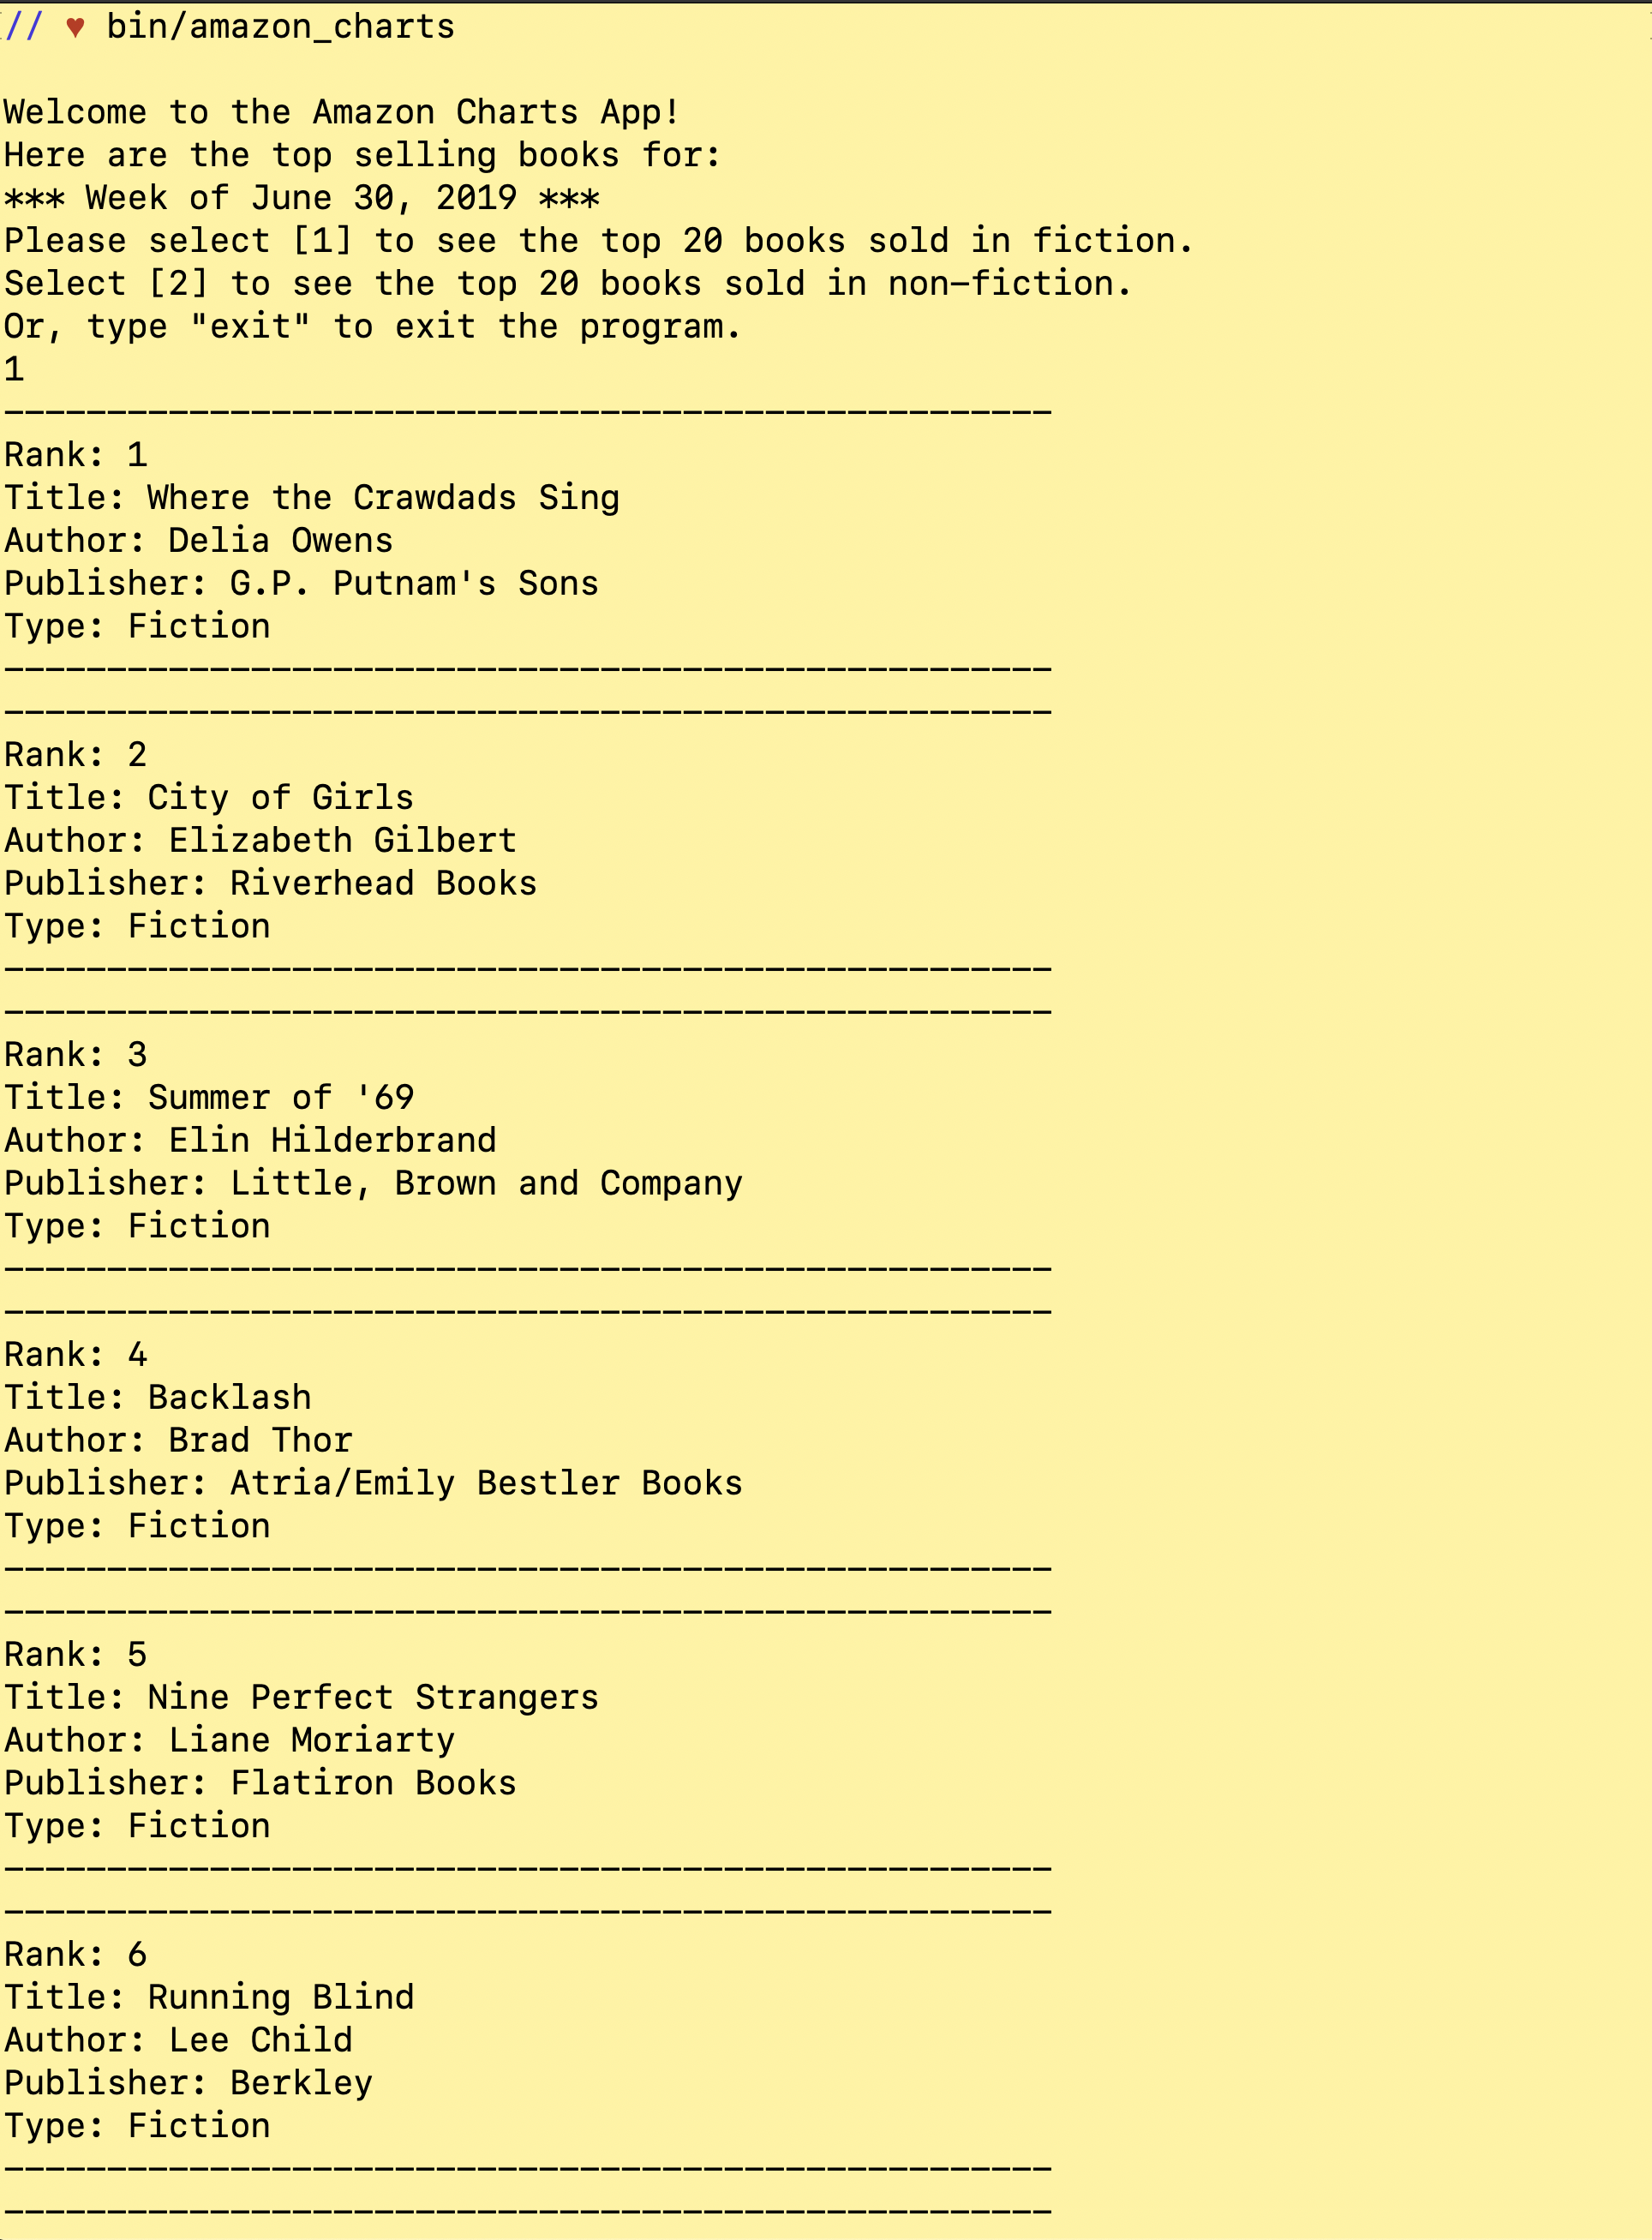 // ♥ bin/amazon_charts
Welcome to the Amazon Charts App!
Here are the top selling books for:
*** Week of June 30, 2019 ***
Please select [1] to see the top 20 books sold in fiction.
Select [2] to see the top 20 books sold in non-fiction.
Or, type "exit" to exit the program.
1
---------------------------------------------------
Rank: 1
Title: Where the Crawdads Sing
Author: Delia Owens
Publisher: G.P. Putnam's Sons
Type: Fiction
---------------------------------------------------
---------------------------------------------------
Rank: 2
Title: City of Girls
Author: Elizabeth Gilbert
Publisher: Riverhead Books
Type: Fiction
---------------------------------------------------
---------------------------------------------------
Rank: 3
Title: Summer of '69
Author: Elin Hilderbrand
Publisher: Little, Brown and Company
Type: Fiction
---------------------------------------------------
---------------------------------------------------
Rank: 4
Title: Backlash
Author: Brad Thor
Publisher: Atria/Emily Bestler Books
Type: Fiction
---------------------------------------------------
---------------------------------------------------
Rank: 5
Title: Nine Perfect Strangers
Author: Liane Moriarty
Publisher: Flatiron Books
Type: Fiction
---------------------------------------------------
---------------------------------------------------
Rank: 6
Title: Running Blind
Author: Lee Child
Publisher: Berkley
Type: Fiction
---------------------------------------------------
---------------------------------------------------